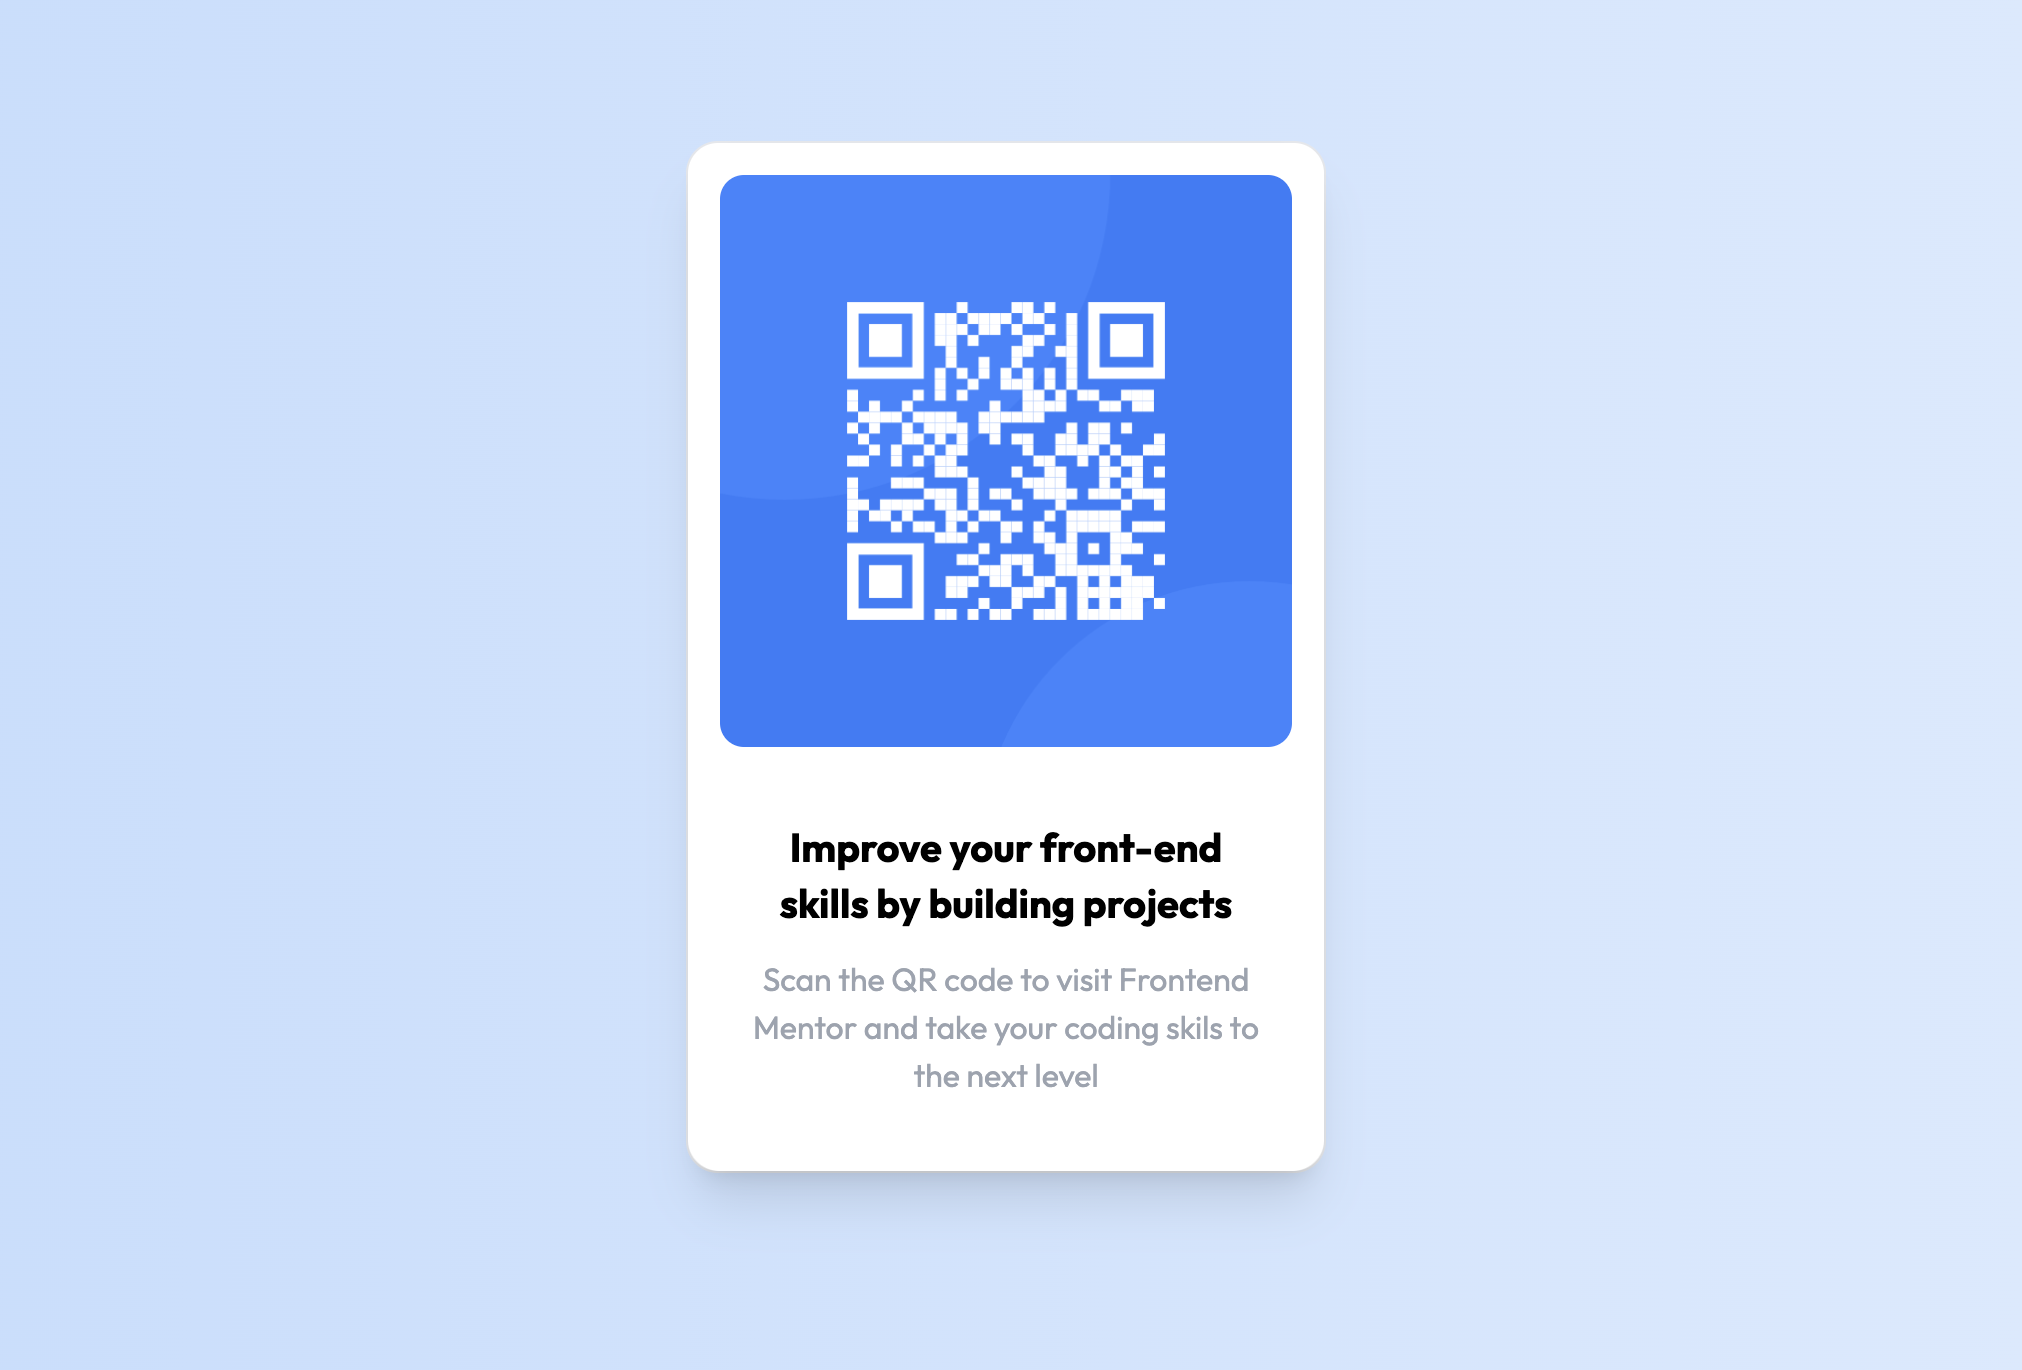 Improve your front-end
skills by building projects
Scan the QR code to visit Frontend
Mentor and take your coding skils to
the next level